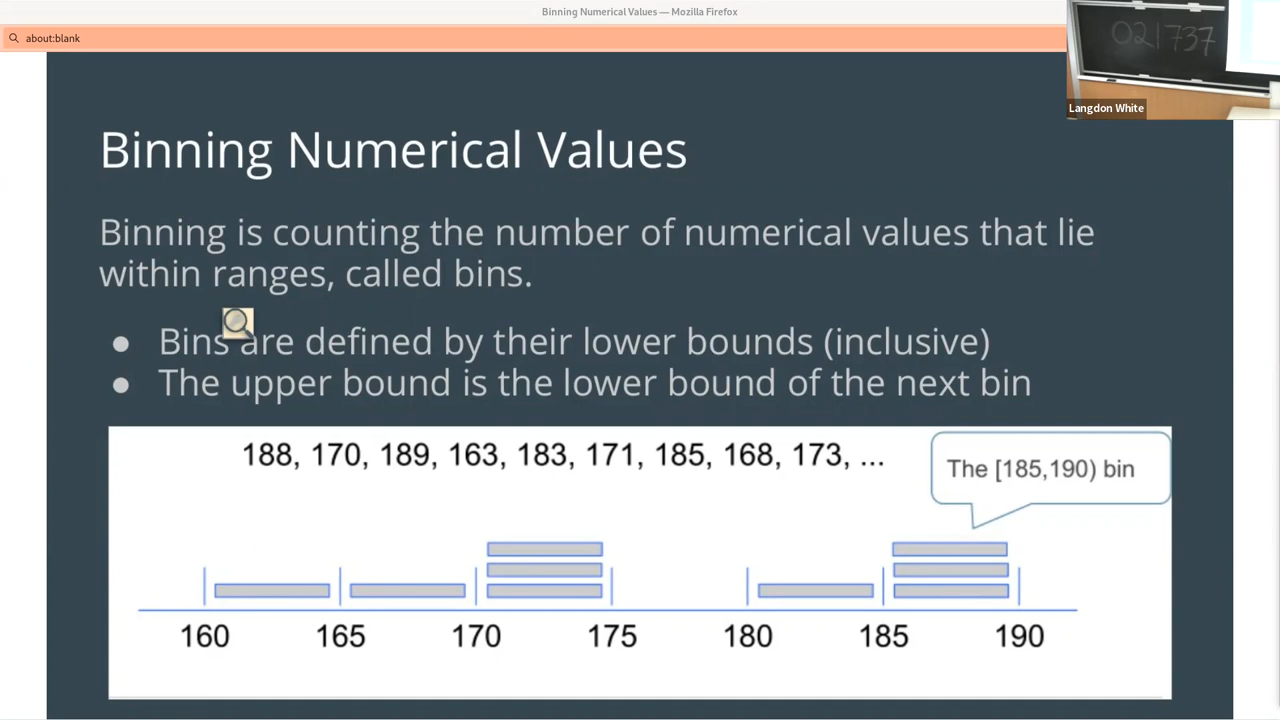 Binning Numerical Values — Mozilla Firefox
about:blank
021737
Langdon White
Binning Numerical Values
Binning is counting the number of numerical values that lie
within ranges, called bins.
● Bins are defined by their lower bounds (inclusive)
● The upper bound is the lower bound of the next bin
188, 170, 189, 163, 183, 171, 185, 168, 173, ...
The [185,190) bin
160 165 170 175 180 185 190